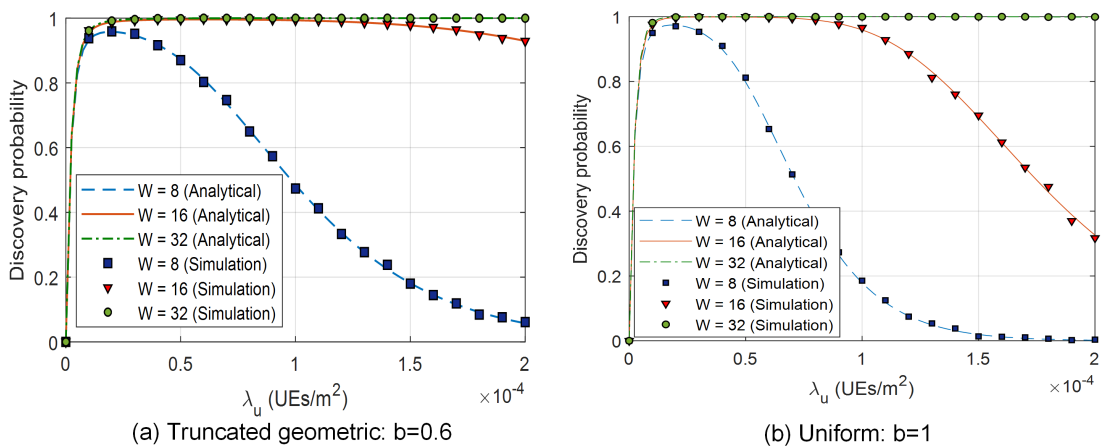 1
0.8
0.6
0.4
0.2
0
Discovery probability
W = 8 (Analytical)
W = 16 (Analytical)
W = 32 (Analytical)
W = 8 (Simulation)
W = 16 (Simulation)
W = 32 (Simulation)
0 0.5 1 1.5 2
×10⁻⁴
λᵤ (UEs/m²)
(a) Truncated geometric: b=0.6
1
0.8
0.6
0.4
0.2
0
Discovery probability
W = 8 (Analytical)
W = 16 (Analytical)
W = 32 (Analytical)
W = 8 (Simulation)
W = 16 (Simulation)
W = 32 (Simulation)
0 0.5 1 1.5 2
×10⁻⁴
λᵤ (UEs/m²)
(b) Uniform: b=1